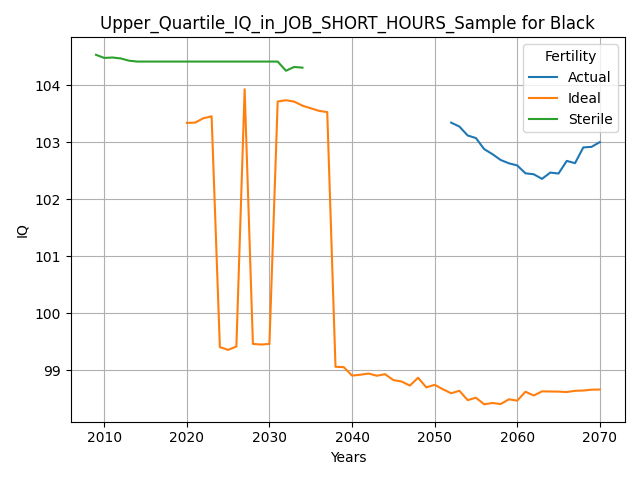 Upper_Quartile_IQ_in_JOB_SHORT_HOURS_Sample for Black
Fertility
Actual
Ideal
Sterile
IQ
104
103
102
101
100
99
2010 2020 2030 2040 2050 2060 2070
Years